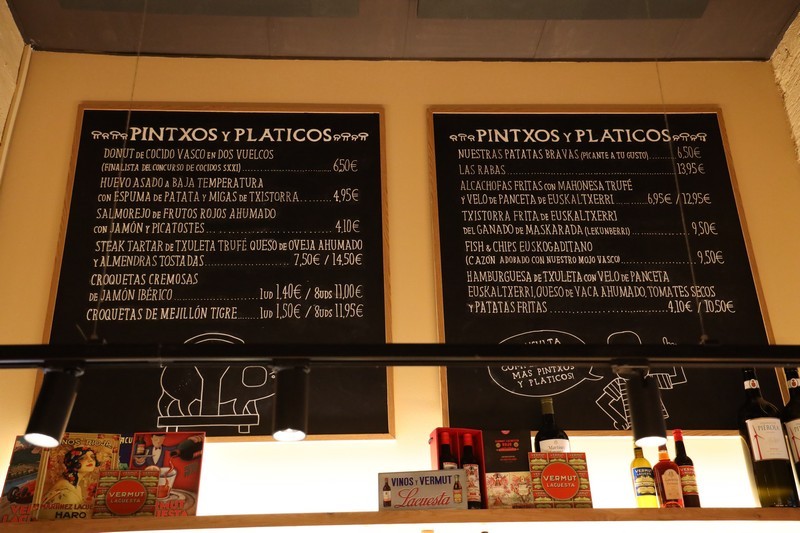 PINTXOS Y PLATICOS
DONUT DE COCIDO VASCO EN DOS VUELCOS
(FINALISTA DEL CONCURSO DE COCIDOS SXXI) 6,50€
HUEVO ASADO A BAJA TEMPERATURA
CON ESPUMA DE PATATA Y MIGAS DE TXISTORRA 4,95€
SALMOREJO DE FRUTOS ROJOS AHUMADO
CON JAMÓN Y PICATOSTES 4,10€
STEAK TARTAR DE TXULETA TRUFÉ QUESO DE OVEJA AHUMADO
Y ALMENDRAS TOSTADAS 7,50€ / 14,50€
CROQUETAS CREMOSAS
DE JAMÓN IBÉRICO 1UD 1,40€ / 8UDS 11,00€
CROQUETAS DE MEJILLÓN TIGRE 1UD 1,50€ / 8UDS 11,95€
PINTXOS Y PLATICOS
NUESTRAS PATATAS BRAVAS (PICANTE A TU GUSTO) 6,50€
LAS RABAS 13,95€
ALCACHOFAS FRITAS CON MAHONESA TRUFÉ
Y VELO DE PANCETA DE EUSKALTXERRI 6,95€ / 12,95€
TXISTORRA FRITA DE EUSKALTXERRI
DEL GANADO DE MASKARADA (LEKUNBERRI) 9,50€
FISH & CHIPS EUSKOGADITANO
(CAZÓN ADOBADO CON NUESTRO MOJO VASCO) 9,50€
HAMBURGUESA DE TXULETA CON VELO DE PANCETA
EUSKALTXERRI, QUESO DE VACA AHUMADO, TOMATES SECOS
Y PATATAS FRITAS 4,10€ / 10,50€
MÁS PINTXOS
Y PLATICOS!
VERMUT
LACUESTA
HARO
VINOS Y VERMUT
Lacuesta
VERMUT
LACUESTA